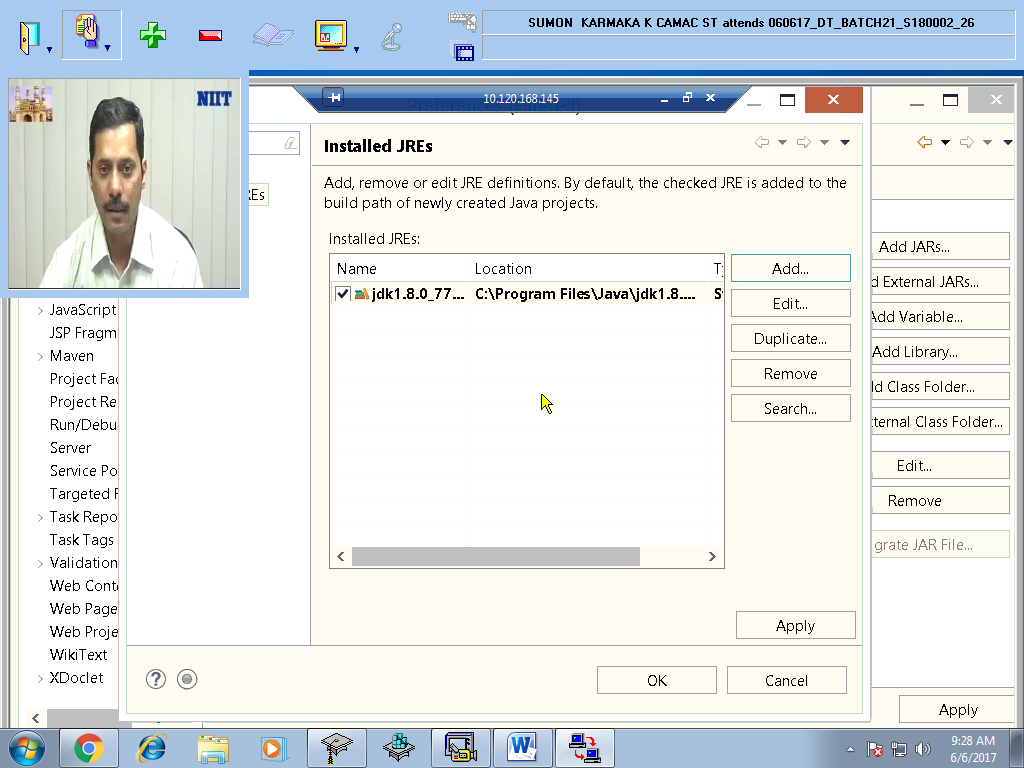 SUMON KARMAKA K CAMAC ST attends 060617_DT_BATCH21_S180002_26
NIIT
10.120.168.145
Installed JREs
Add, remove or edit JRE definitions. By default, the checked JRE is added to the
build path of newly created Java projects.
REs
Installed JREs:
Name Location
jdk1.8.0_77... C:\Program Files\Java\jdk1.8....
Add...
Edit...
Duplicate...
Remove
Search...
Add JARs...
d External JARs...
Add Variable...
Add Library...
ld Class Folder...
ternal Class Folder...
Edit...
Remove
grate JAR File...
JavaScript
JSP Fragm
Maven
Project Fac
Project Re
Run/Debu
Server
Service Po
Targeted R
Task Repo
Task Tags
Validation
Web Conte
Web Page
Web Proje
WikiText
XDoclet
Apply
OK
Cancel
Apply
9:28 AM
6/6/2017